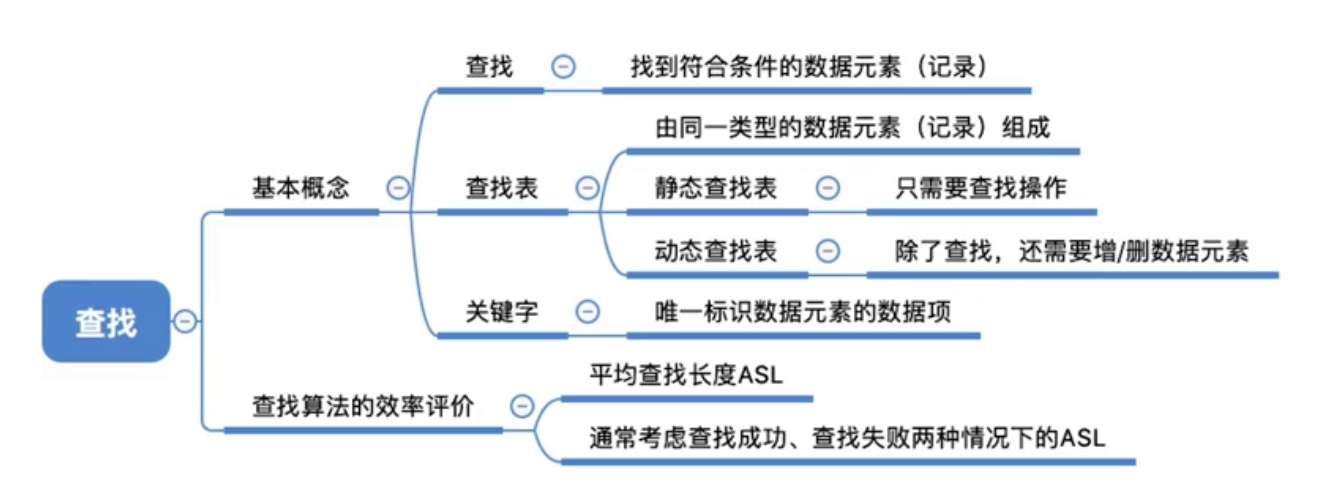 查找
基本概念
查找
找到符合条件的数据元素（记录）
查找表
由同一类型的数据元素（记录）组成
静态查找表
只需要查找操作
动态查找表
除了查找，还需要增/删数据元素
关键字
唯一标识数据元素的数据项
查找算法的效率评价
平均查找长度ASL
通常考虑查找成功、查找失败两种情况下的ASL